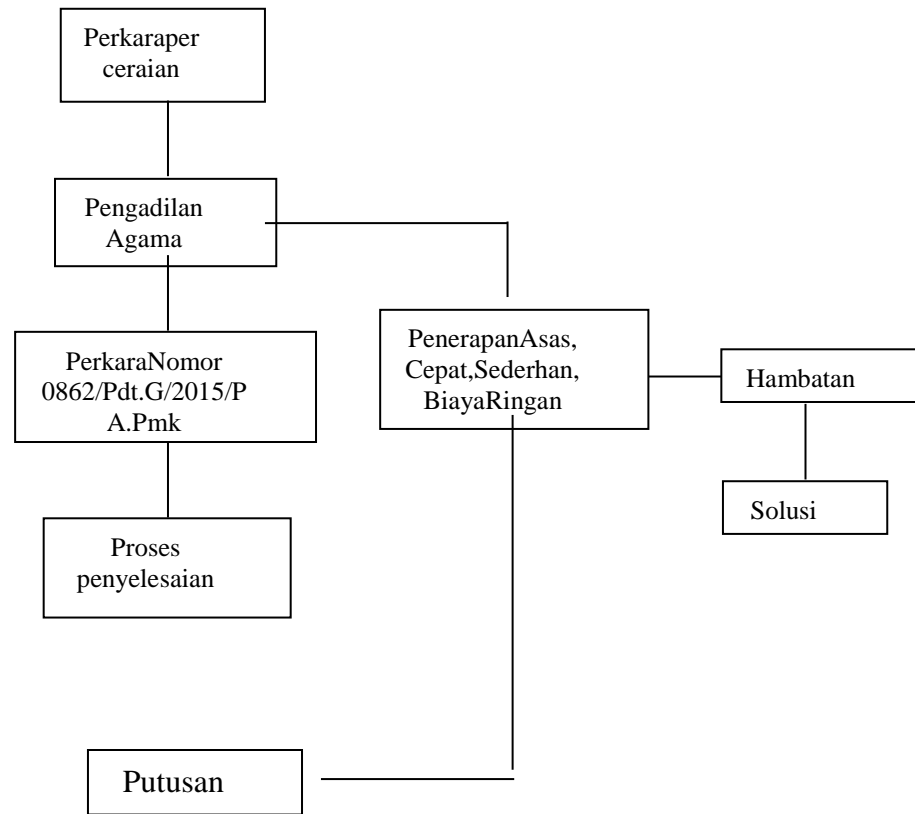 Perkaraper
ceraian
Pengadilan
Agama
PerkaraNomor
0862/Pdt.G/2015/P
A.Pmk
PenerapanAsas,
Cepat,Sederhan,
BiayaRingan
Hambatan
Solusi
Proses
penyelesaian
Putusan